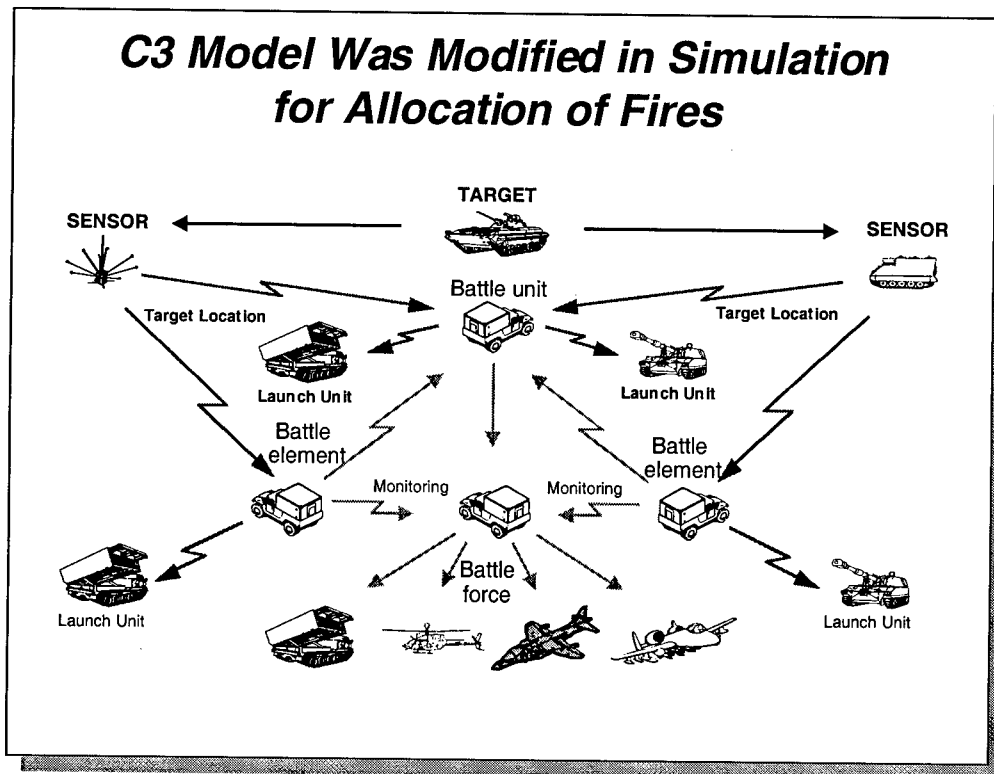 C3 Model Was Modified in Simulation
for Allocation of Fires
TARGET
SENSOR
SENSOR
Battle unit
Target Location
Target Location
Launch Unit
Launch Unit
Battle
element
Battle
element
Monitoring
Monitoring
Battle
force
Launch Unit
Launch Unit